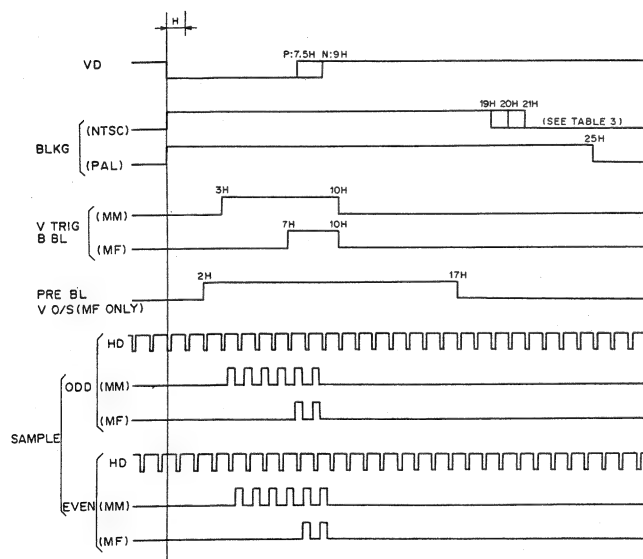 H
VD
P:7.5H N:9H
19H 20H 21H
(NTSC)
(SEE TABLE 3)
BLKG
25H
(PAL)
3H
10H
(MM)
V TRIG
B BL
7H
10H
(MF)
2H
17H
PRE BL
V O/S (MF ONLY)
HD
ODD (MM)
(MF)
SAMPLE
HD
EVEN (MM)
(MF)